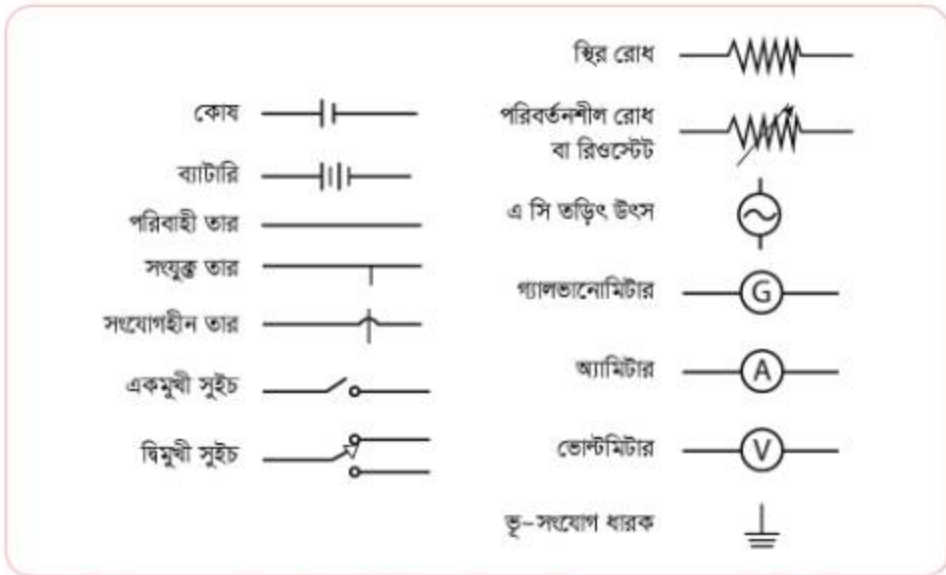 কোষ
ব্যাটারি
পরিবাহী তার
সংযুক্ত তার
সংযোগহীন তার
একমুখী সুইচ
দ্বিমুখী সুইচ
স্থির রোধ
পরিবর্তনশীল রোধ
বা রিওস্টেট
এ সি তড়িৎ উৎস
গ্যালভানোমিটার
G
অ্যামিটার
A
ভোল্টমিটার
V
ভূ-সংযোগ ধারক